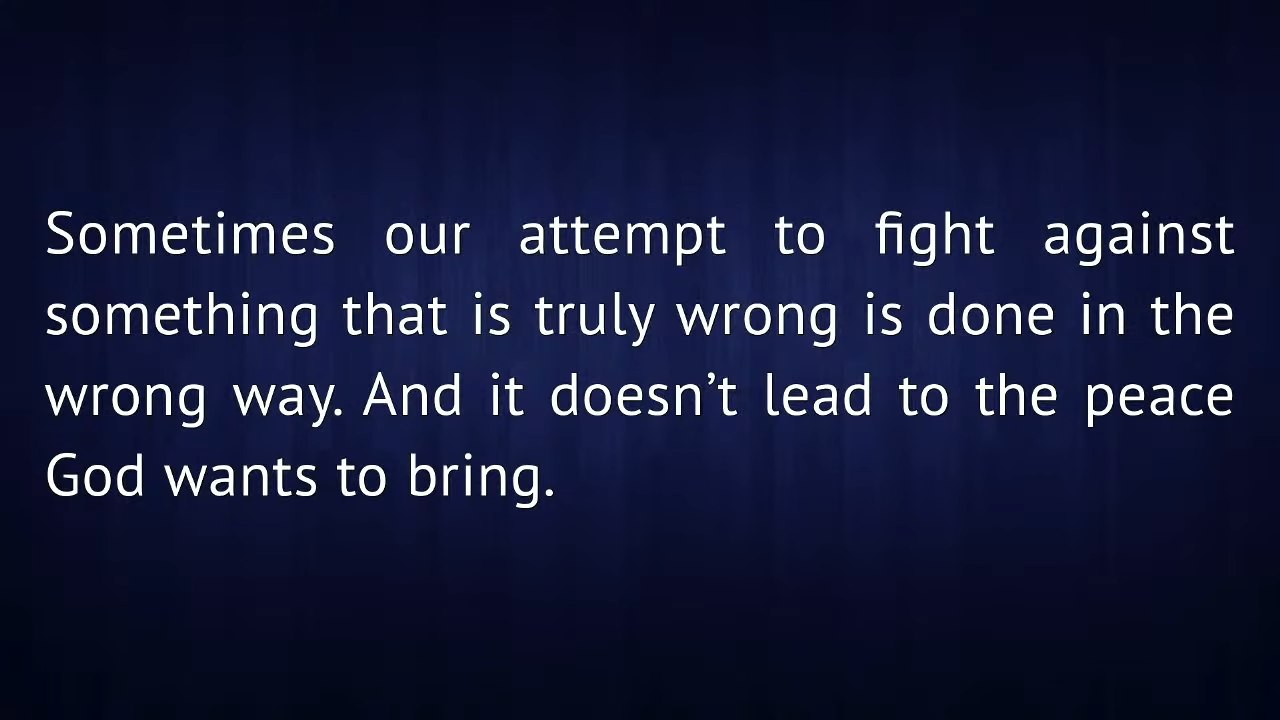 Sometimes our attempt to fight against
something that is truly wrong is done in the
wrong way. And it doesn’t lead to the peace
God wants to bring.